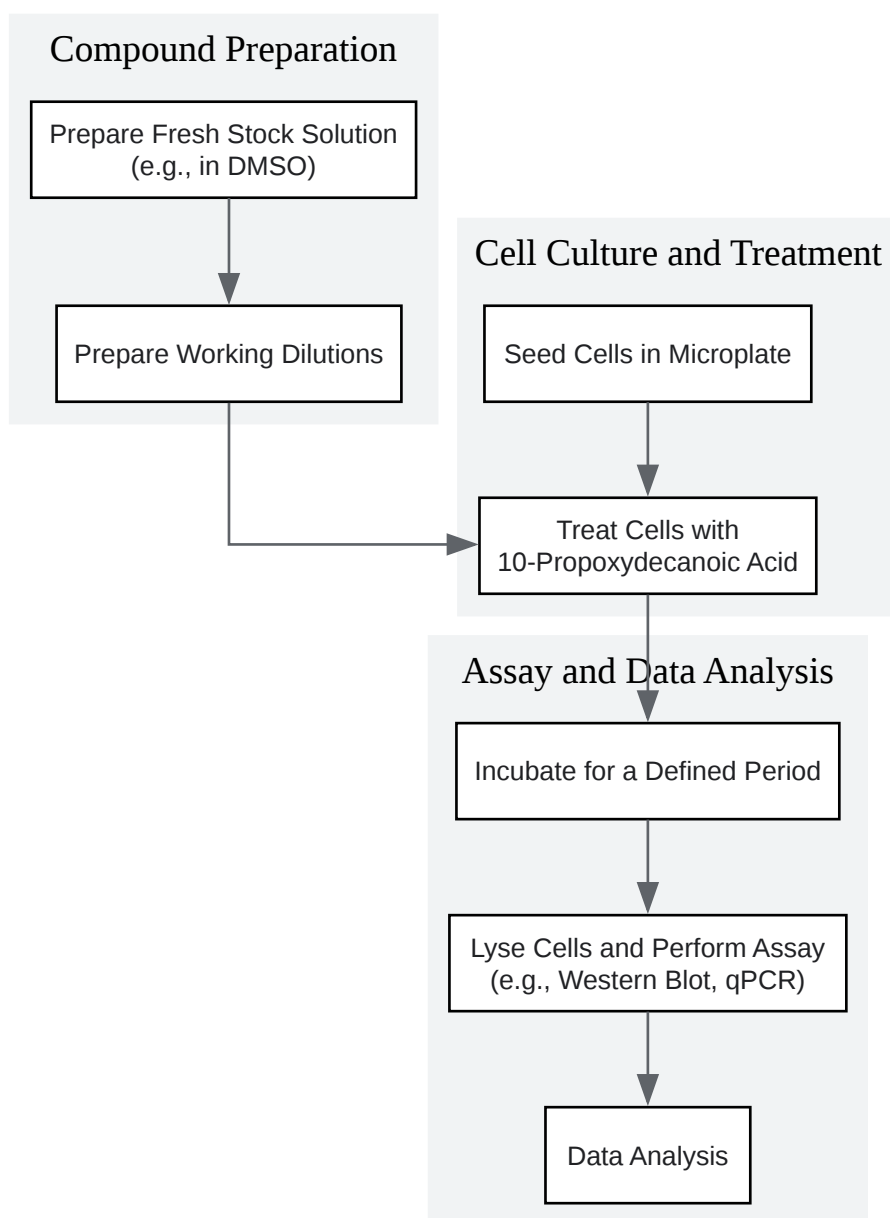 Compound Preparation
Prepare Fresh Stock Solution
(e.g., in DMSO)
Prepare Working Dilutions
Cell Culture and Treatment
Seed Cells in Microplate
Treat Cells with
10-Propoxydecanoic Acid
Assay and Data Analysis
Incubate for a Defined Period
Lyse Cells and Perform Assay
(e.g., Western Blot, qPCR)
Data Analysis